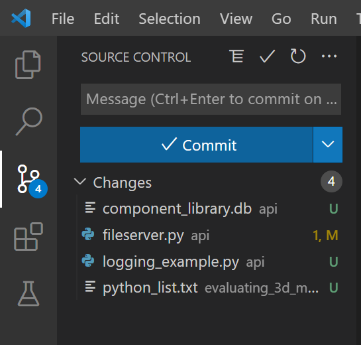 File Edit Selection View Go Run
SOURCE CONTROL
Message (Ctrl+Enter to commit on ...
Commit
4
Changes 4
component_library.db api U
fileserver.py api 1, M
logging_example.py api U
python_list.txt evaluating_3d_m... U